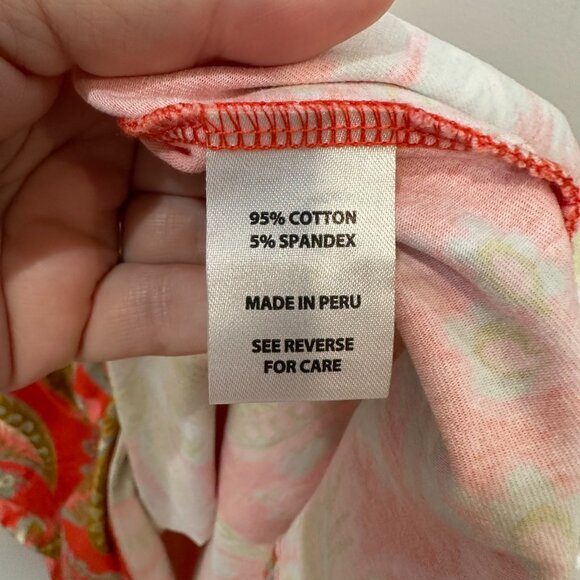 95% COTTON
5% SPANDEX
MADE IN PERU
SEE REVERSE
FOR CARE